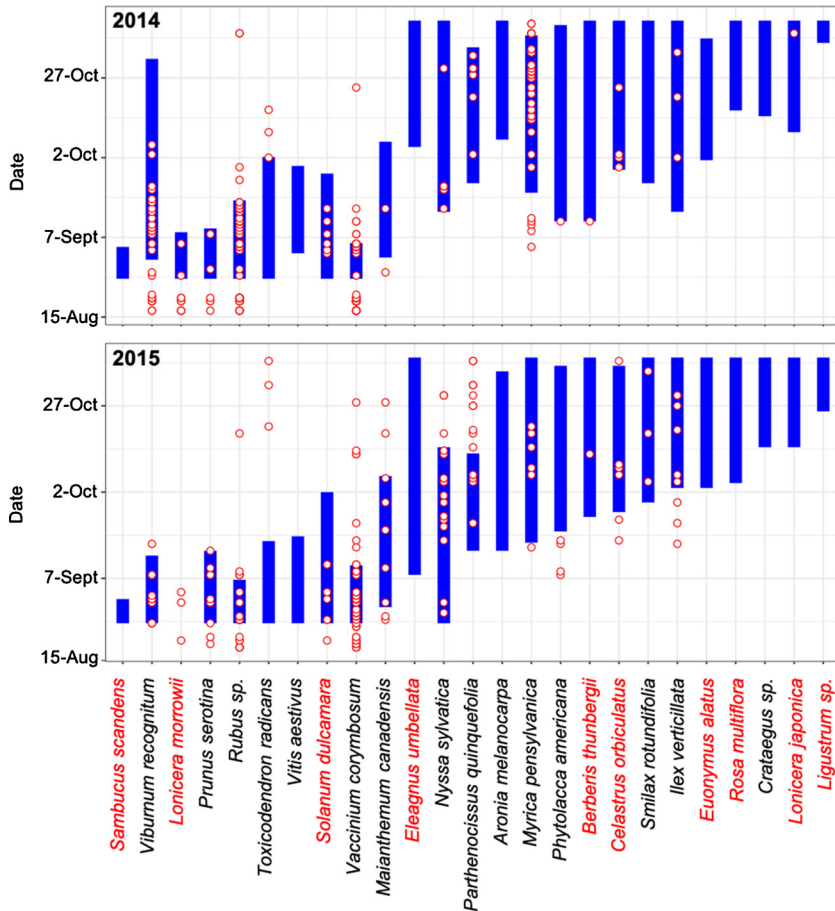 2014
27-Oct
2-Oct
7-Sept
15-Aug
Date
2015
27-Oct
2-Oct
7-Sept
15-Aug
Date
Sambucus scandens
Viburnum recognitum
Lonicera morrowii
Prunus serotina
Rubus sp.
Toxicodendron radicans
Vitis aestivus
Solanum dulcamara
Vaccinium corymbosum
Maianthemum canadensis
Eleagnus umbellata
Nyssa sylvatica
Parthenocissus quinquefolia
Aronia melanocarpa
Myrica pensylvanica
Phytolacca americana
Berberis thunbergii
Celastrus orbiculatus
Smilax rotundifolia
Ilex verticillata
Euonymus alatus
Rosa multiflora
Crataegus sp.
Lonicera japonica
Ligustrum sp.